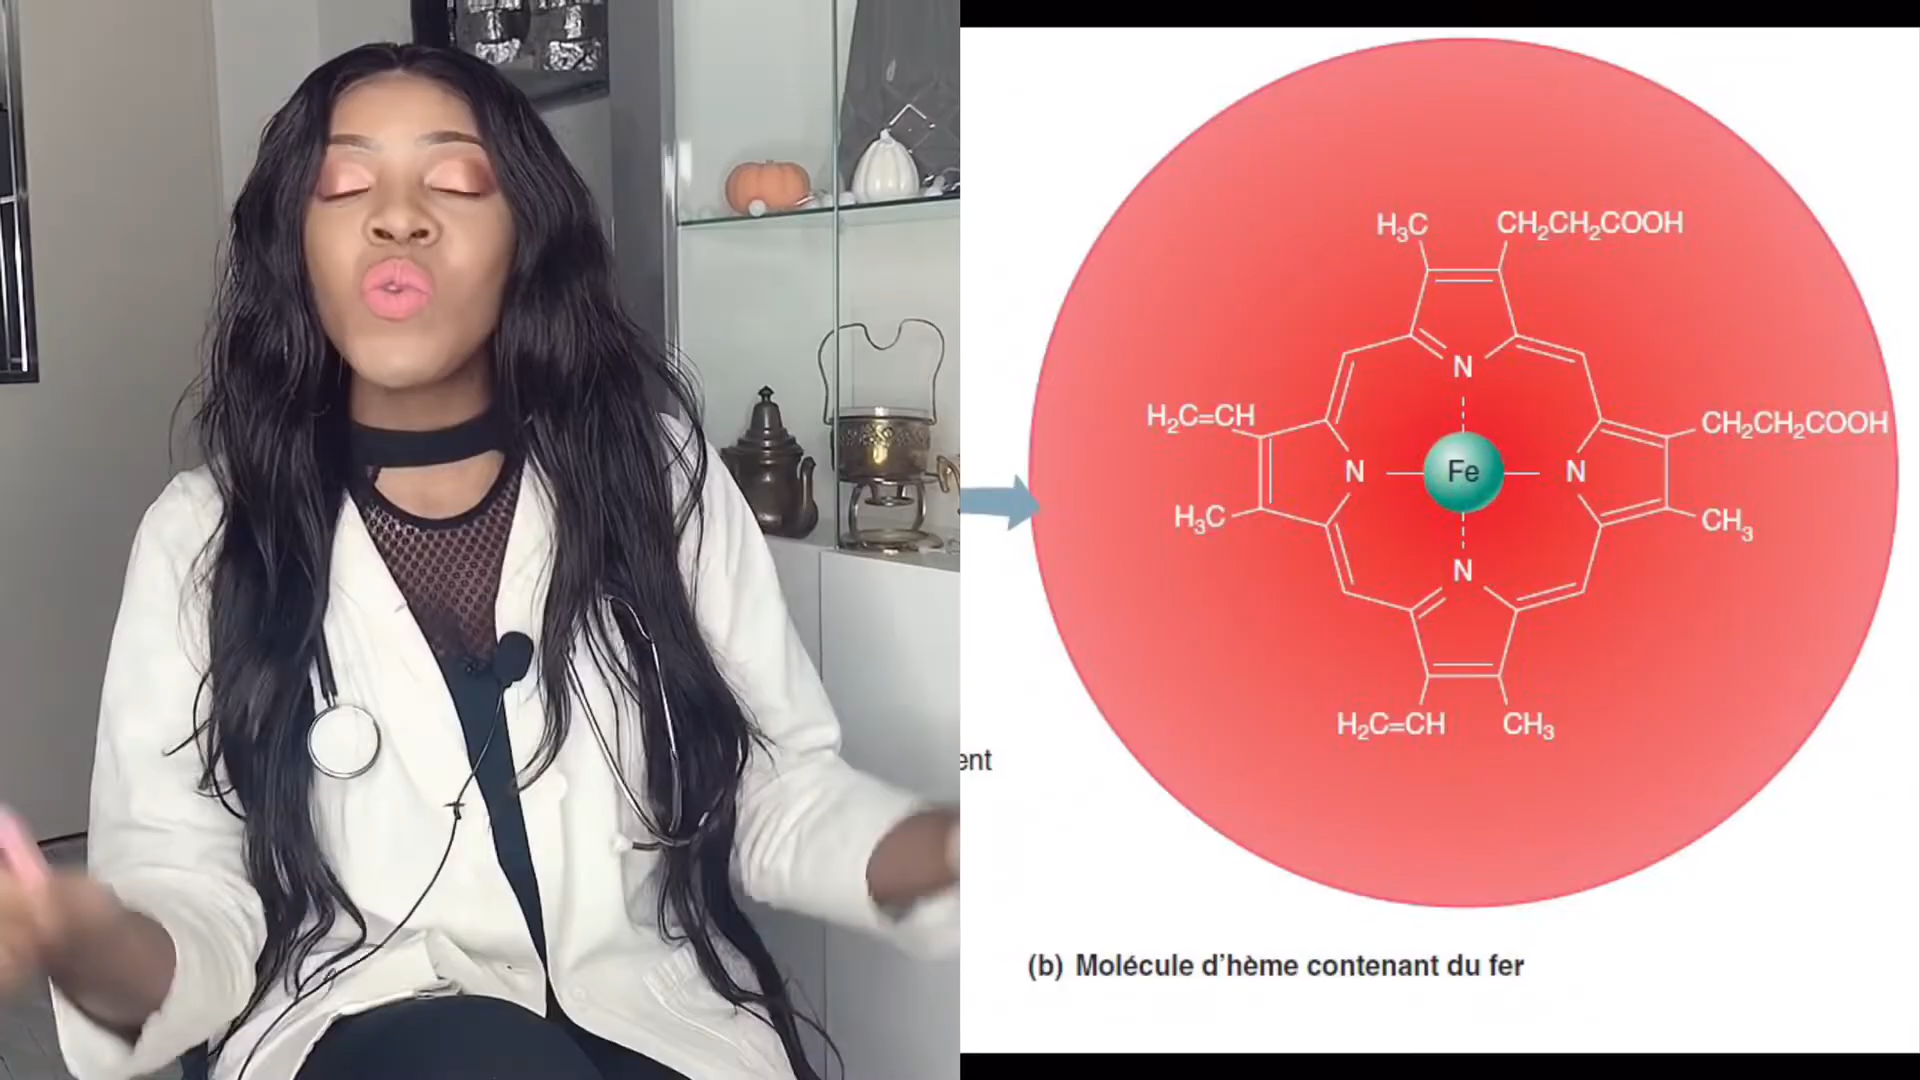 H₃C CH₂CH₂COOH
N
H₂C=CH CH₂CH₂COOH
N Fe N
H₃C CH₃
N
H₂C=CH CH₃
ent
(b) Molécule d'hème contenant du fer